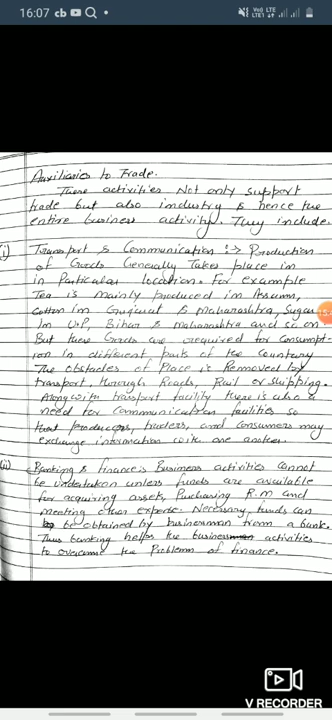 16:07
VoLTE
LTE1
Auxiliaries to Trade.
These activities Not only support
trade but also industry & hence the
entire business activity. They include.
(i) Transport & Communication :-> Production
of Goods Generally Takes place in
in Particular location. For example
Tea is mainly produced in Assam,
Cotton in Gujurat & Maharashtra, Sugar
in U.P, Bihar & maharashtra and so on
But these Goods are required for Consumpt-
ion in different parts of the Countery
The obstacles of Place is Removed by
transport, through Roads, Rail or shipping.
Alongwith transport facility there is also a
need for Communication facilities so
that producers, traders, and consumers may
exchange information with one another.
(ii) Banking & finance:- Business activities cannot
be undertaken unless funds are available
for acquiring assets, Purchasing R.M and
meeting other expense. Necessary funds can
be obtained by businessman from a bank.
Thus banking helps the business activities
to overcome the Problems of finance.
V RECORDER